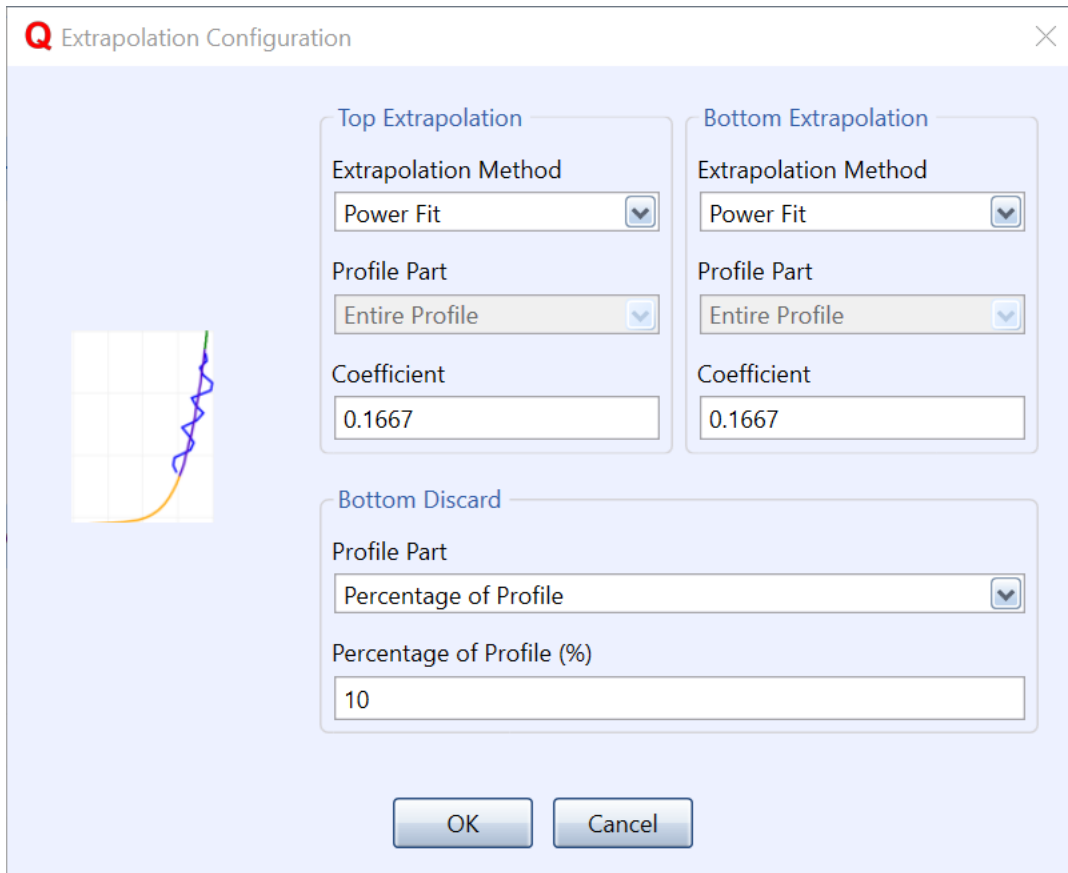 Q Extrapolation Configuration
Top Extrapolation
Extrapolation Method
Power Fit
Profile Part
Entire Profile
Coefficient
0.1667
Bottom Extrapolation
Extrapolation Method
Power Fit
Profile Part
Entire Profile
Coefficient
0.1667
Bottom Discard
Profile Part
Percentage of Profile
Percentage of Profile (%)
10
OK
Cancel